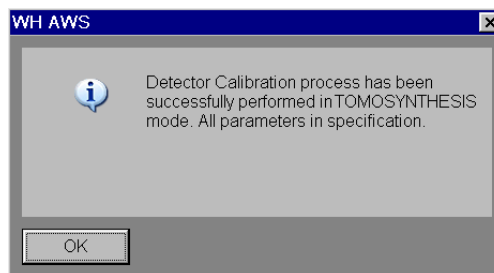 WH AWS
Detector Calibration process has been
successfully performed in TOMOSYNTHESIS
mode. All parameters in specification.
OK